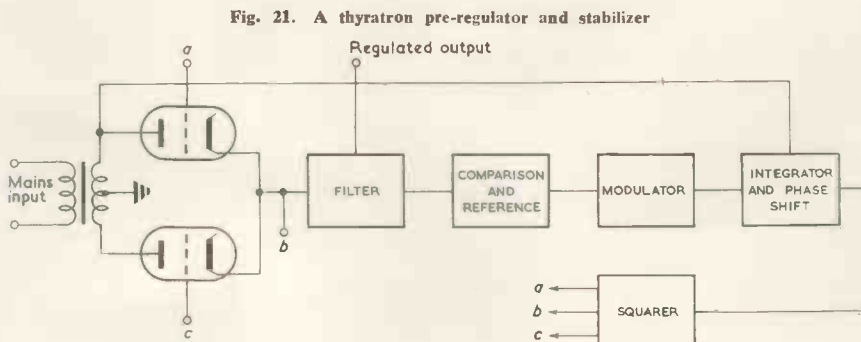 Fig. 21. A thyratron pre-regulator and stabilizer
a
Regulated output
Mains
input
b
FILTER
COMPARISON
AND
REFERENCE
MODULATOR
INTEGRATOR
AND PHASE
SHIFT
c
a
b
c
SQUARER